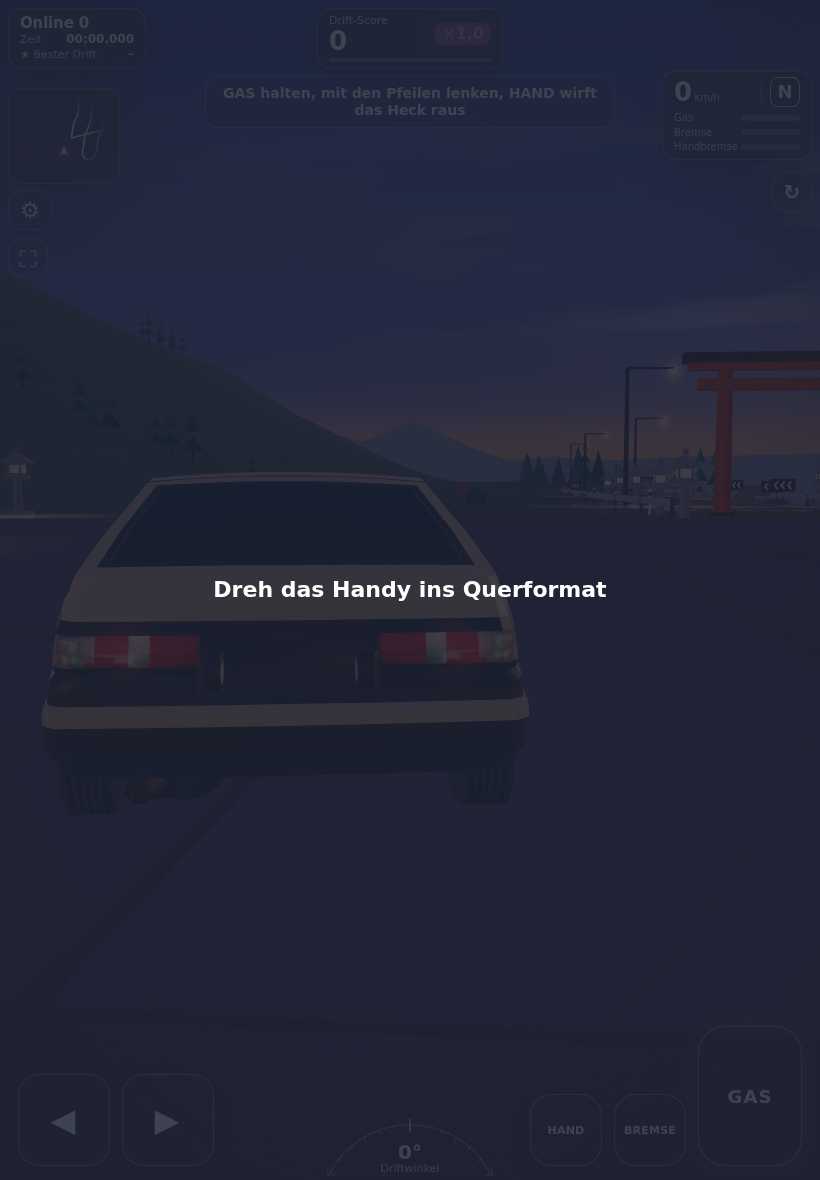 Online 0
Zeit 00:00.000
★ Bester Drift –
Drift-Score
0
×1,0
GAS halten, mit den Pfeilen lenken, HAND wirft
das Heck raus
0 km/h
N
Gas
Bremse
Handbremse
Dreh das Handy ins Querformat
HAND
BREMSE
GAS
0°
Driftwinkel